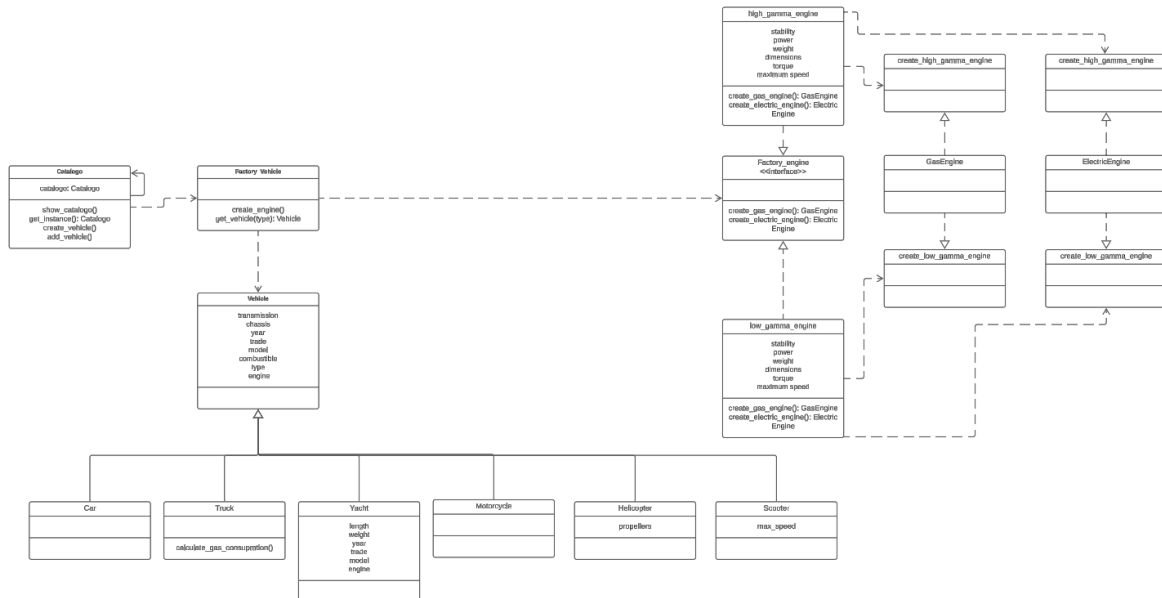 high_gamma_engine
stability
power
weight
dimensions
torque
maximum speed
create_gas_engine(): GasEngine
create_electric_engine(): Electric
Engine
create_high_gamma_engine
create_high_gamma_engine
Catalogo
catalogo: Catalogo
show_catalogo()
get_instance(): Catalogo
create_vehicle()
add_vehicle()
Factory Vehicle
create_engine()
get_vehicle(type): Vehicle
Factory_engine
<<Interface>>
create_gas_engine(): GasEngine
create_electric_engine(): Electric
Engine
GasEngine
ElectricEngine
create_low_gamma_engine
create_low_gamma_engine
Vehicle
transmission
chassis
year
trade
model
combustible
type
engine
low_gamma_engine
stability
power
weight
dimensions
torque
maximum speed
create_gas_engine(): GasEngine
create_electric_engine(): Electric
Engine
Car
Truck
calculate_gas_consupmtion()
Yacht
length
weight
year
trade
model
engine
Motorcycle
Helicopter
propellers
Scooter
max_speed